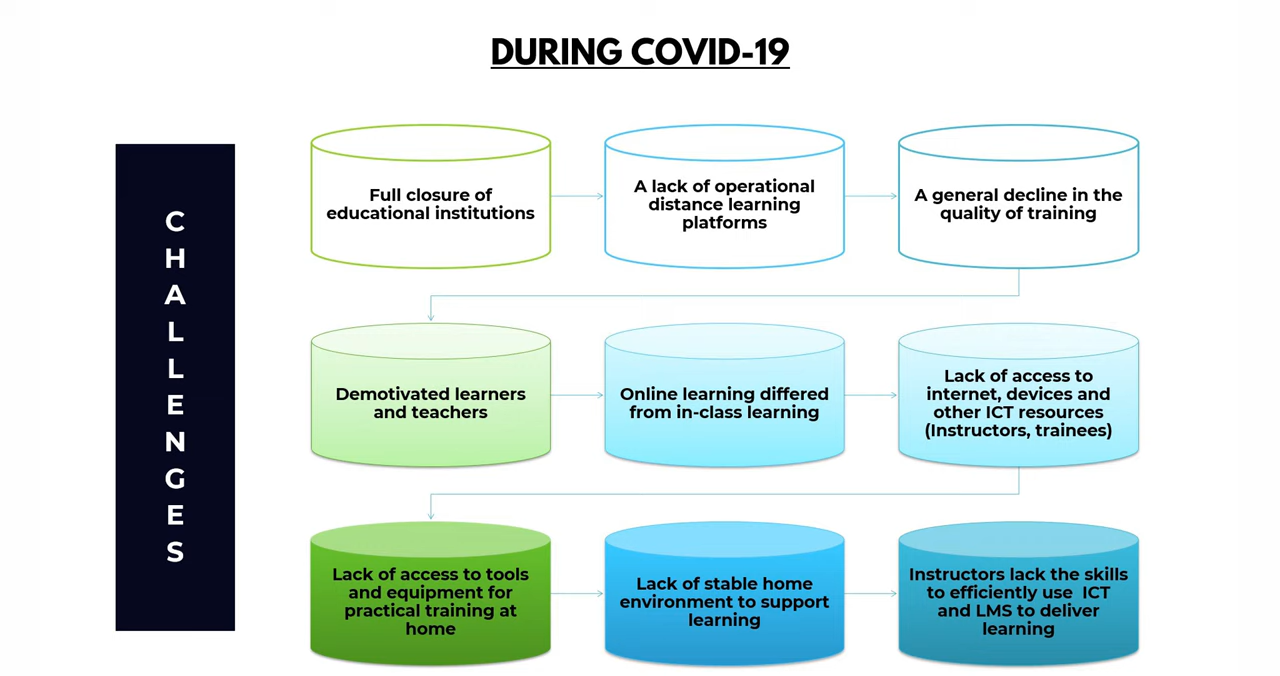 DURING COVID-19
CHALLENGES
Full closure of
educational institutions
A lack of operational
distance learning
platforms
A general decline in the
quality of training
Demotivated learners
and teachers
Online learning differed
from in-class learning
Lack of access to
internet, devices and
other ICT resources
(Instructors, trainees)
Lack of access to tools
and equipment for
practical training at
home
Lack of stable home
environment to support
learning
Instructors lack the skills
to efficiently use  ICT
and LMS to deliver
learning